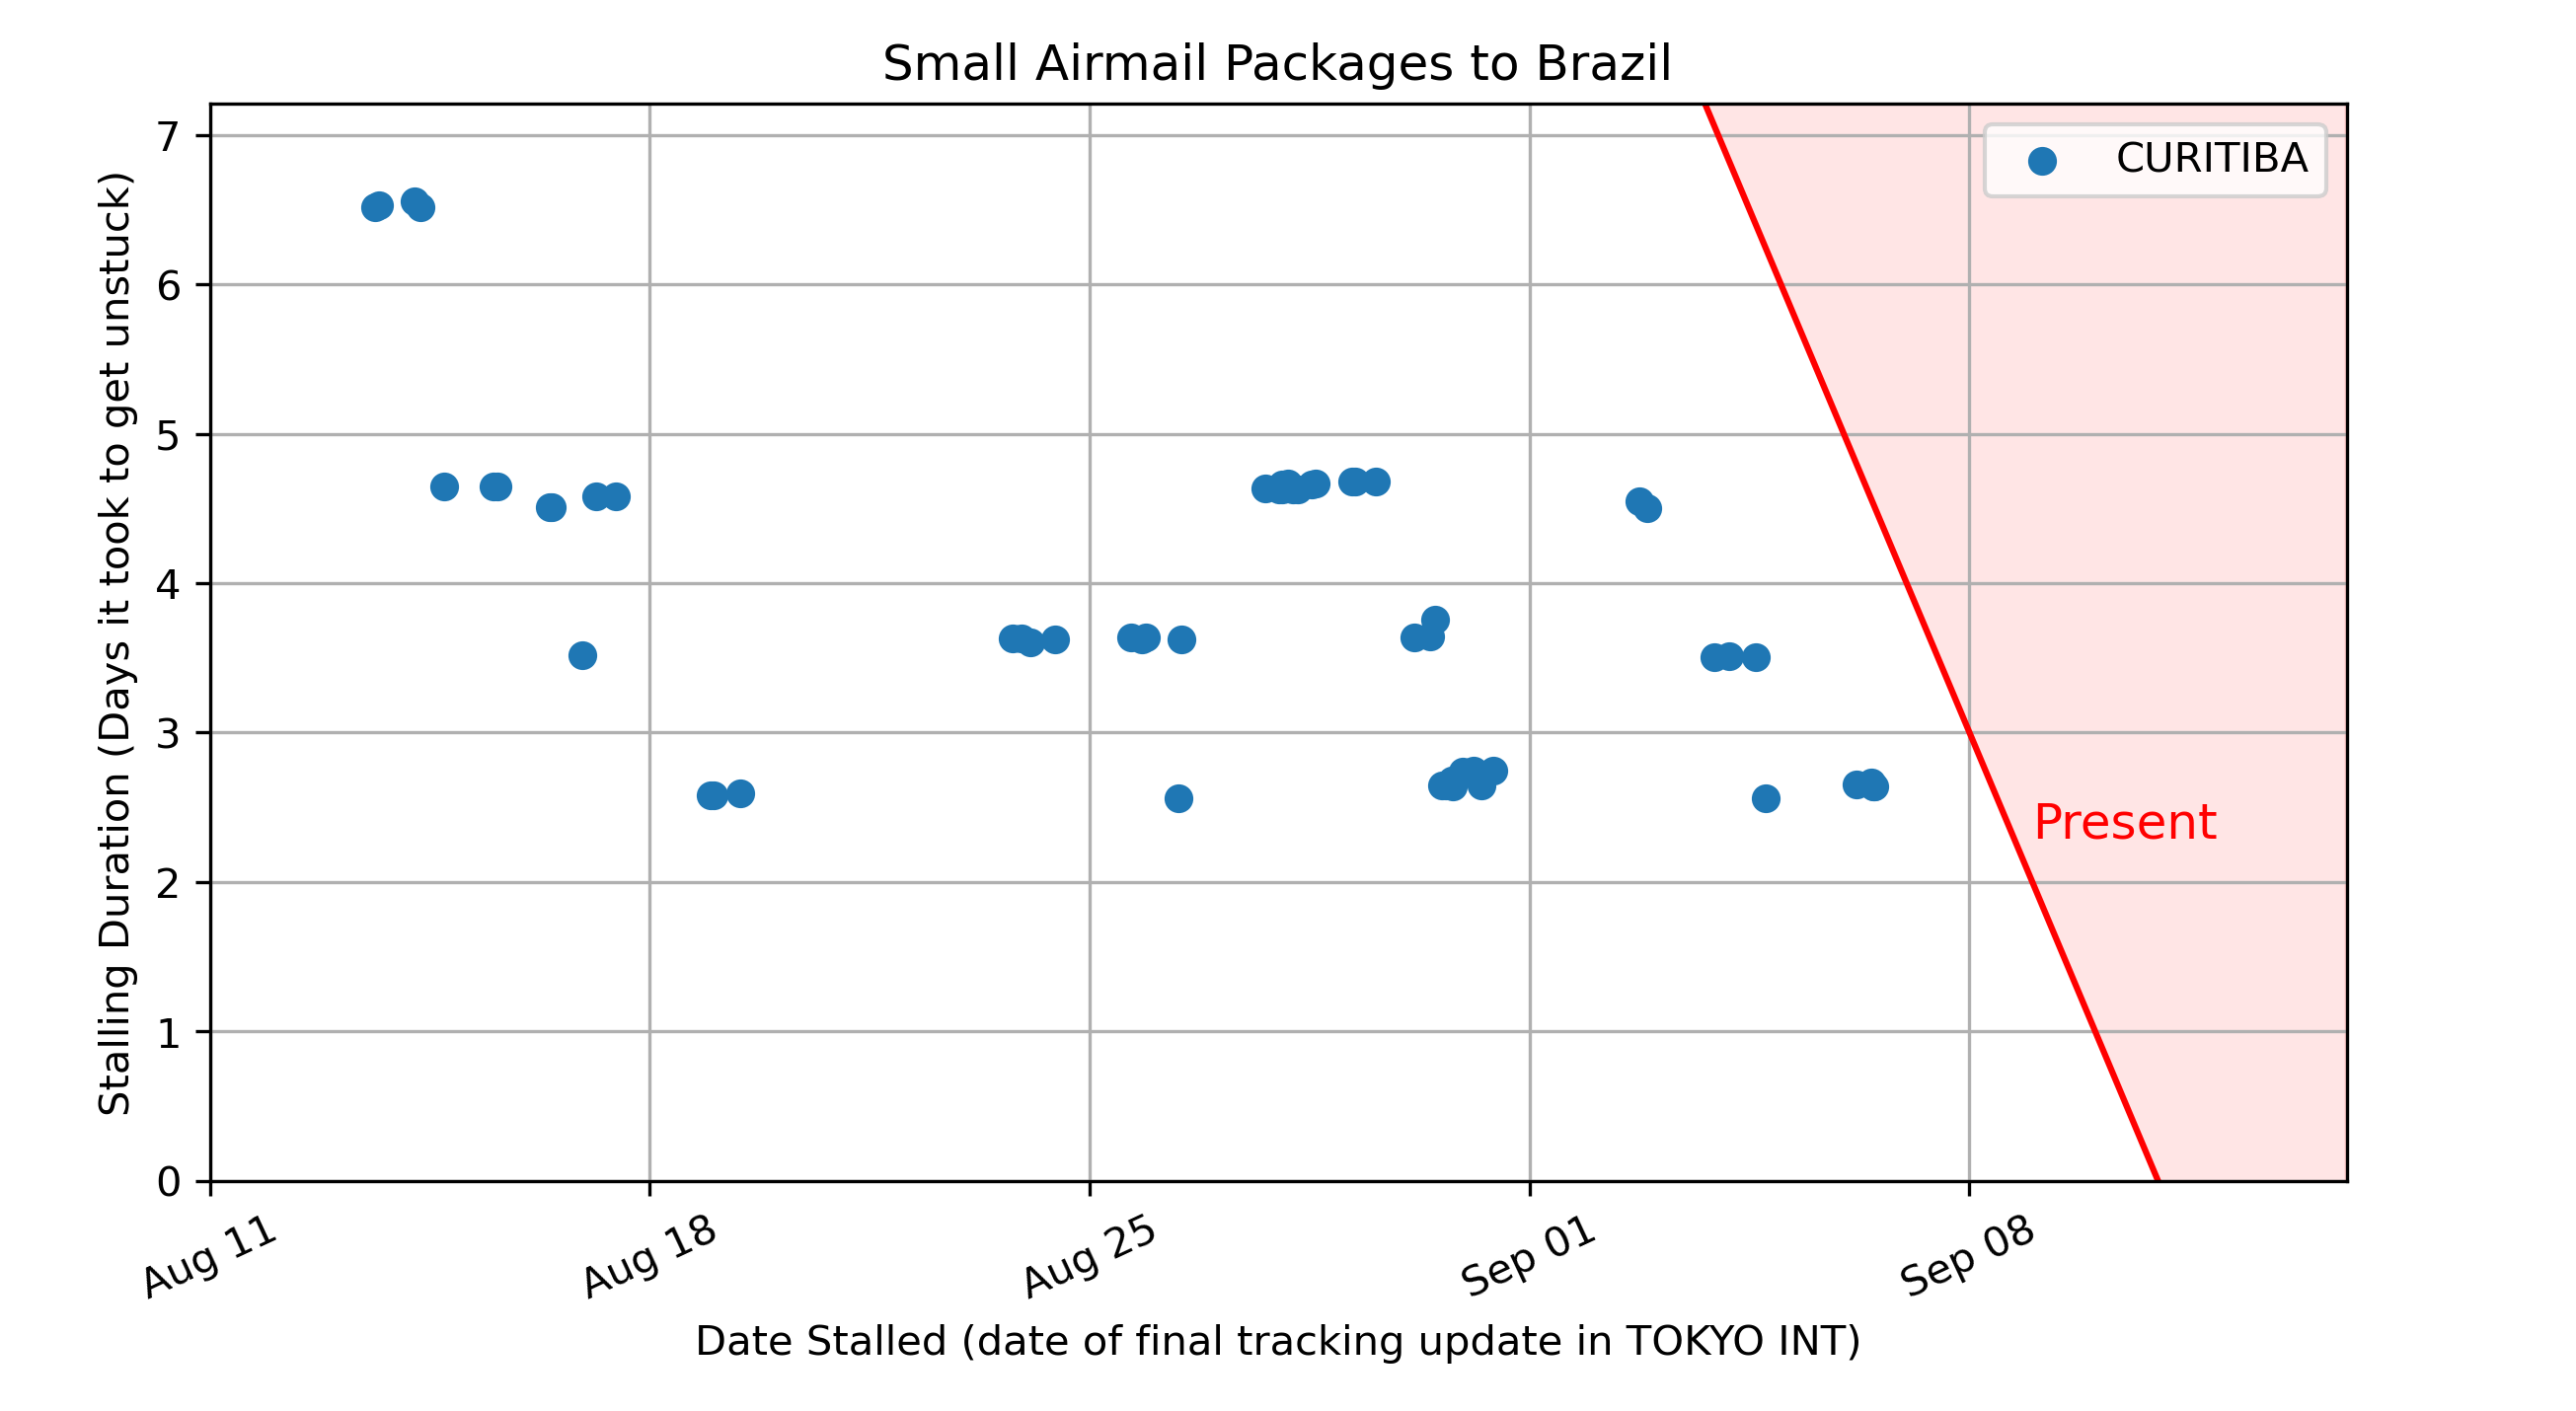 Small Airmail Packages to Brazil
Stalling Duration (Days it took to get unstuck)
7
6
5
4
3
2
1
0
CURITIBA
Present
Aug 11
Aug 18
Aug 25
Sep 01
Sep 08
Date Stalled (date of final tracking update in TOKYO INT)